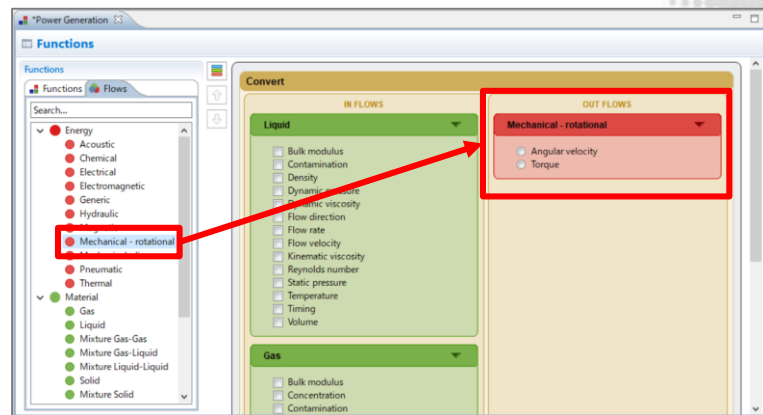 *Power Generation
Functions
Functions
Functions
Flows
Search...
Energy
Acoustic
Chemical
Electrical
Electromagnetic
Generic
Hydraulic
Mechanical - rotational
Pneumatic
Thermal
Material
Gas
Liquid
Mixture Gas-Gas
Mixture Gas-Liquid
Mixture Liquid-Liquid
Solid
Mixture Solid
Convert
IN FLOWS
Liquid
Bulk modulus
Contamination
Density
Dynamic pressure
Dynamic viscosity
Flow direction
Flow rate
Flow velocity
Kinematic viscosity
Reynolds number
Static pressure
Temperature
Timing
Volume
Gas
Bulk modulus
Concentration
Contamination
OUT FLOWS
Mechanical - rotational
Angular velocity
Torque